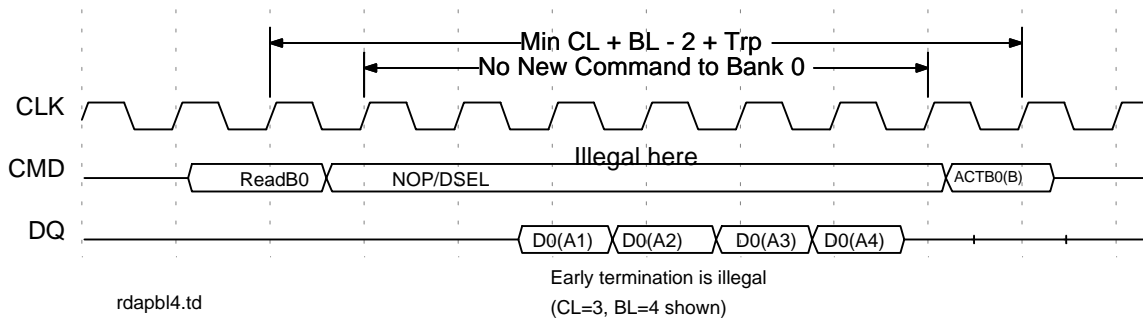 Min CL + BL - 2 + Trp
No New Command to Bank 0
CLK
Illegal here
CMD
ReadB0 NOP/DSEL ACTB0(B)
DQ
D0(A1) D0(A2) D0(A3) D0(A4)
Early termination is illegal
rdapbl4.td
(CL=3, BL=4 shown)